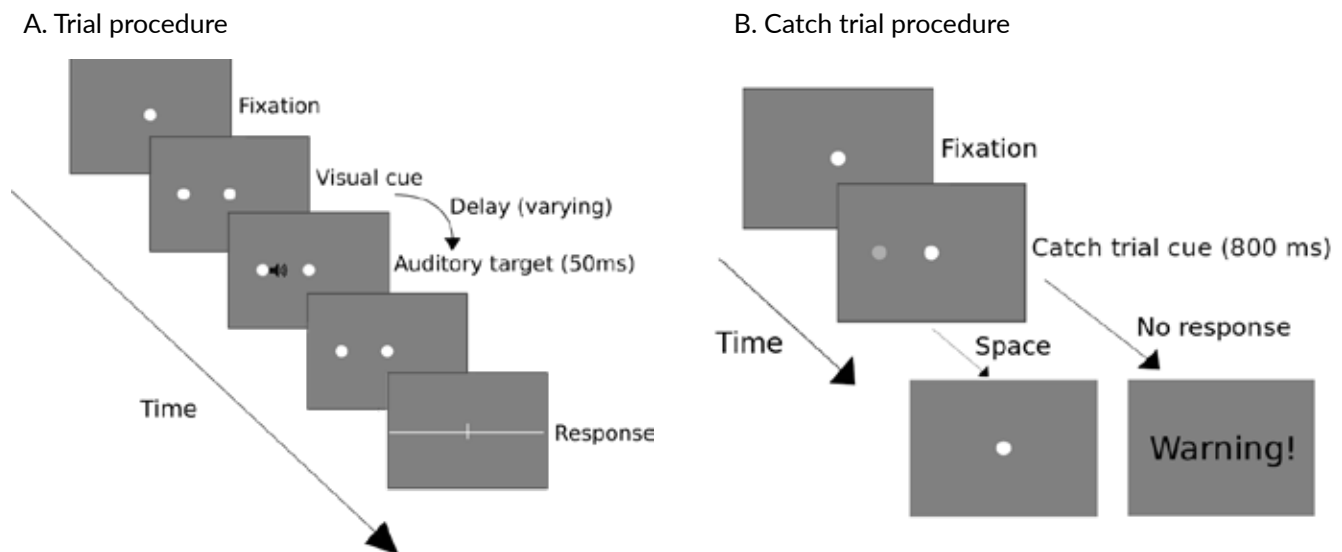 A. Trial procedure
Fixation
Visual cue
Delay (varying)
Auditory target (50ms)
Time
Response
B. Catch trial procedure
Fixation
Catch trial cue (800 ms)
Time
Space
No response
Warning!